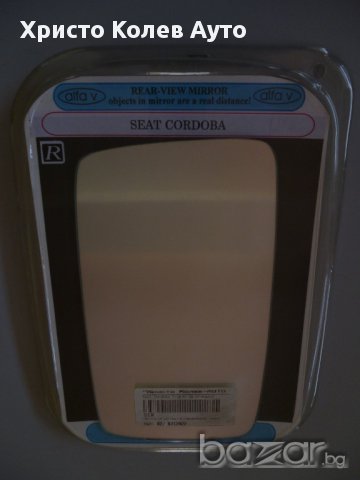 Христо Колев Ауто
alfa v
REAR-VIEW MIRROR
objects in mirror are a real distance!
alfa v
SEAT CORDOBA
R
bazar.bg